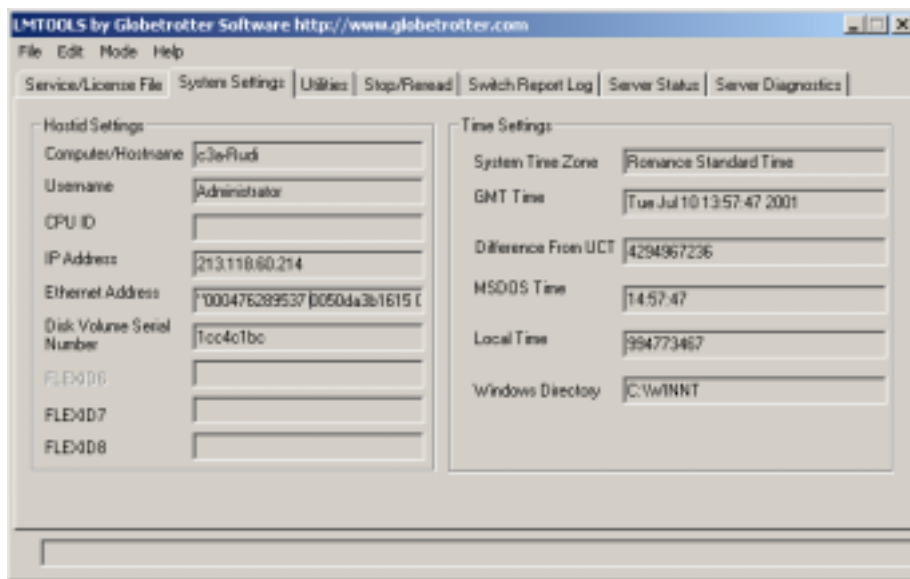 LMTOOLS by Globetrotter Software http://www.globetrotter.com
File Edit Mode Help
Service/License File System Settings Utilities Stop/Reread Switch Report Log Server Status Server Diagnostics
Hostid Settings
Computer/Hostname c3a-Rudi
Username Administrator
CPU ID
IP Address 213.118.60.214
Ethernet Address "000476289537 0050da3b1615 0
Disk Volume Serial
Number 1cc4c1bc
FLEXID6
FLEXID7
FLEXID8
Time Settings
System Time Zone Romance Standard Time
GMT Time Tue Jul 10 13:57:47 2001
Difference From UCT 4294967236
MSDOS Time 14:57:47
Local Time 994773467
Windows Directory C:\WINNT